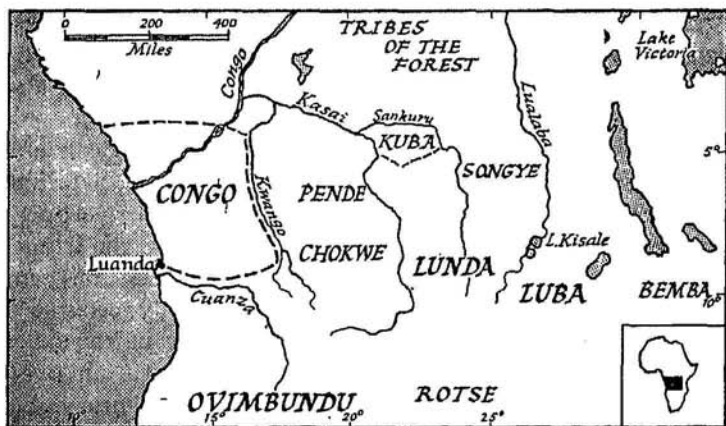 0 200 400
Miles
Congo
TRIBES
OF THE
FOREST
Lake
Victoria
Kasai
Sankuru
Lualaba
KUBA
5°
CONGO
Kwango
PENDE
SONGYE
Luanda
CHOKWE
LUNDA
L.Kisale
LUBA
BEMBA
10°
Cuanza
OVIMBUNDU
ROTSE
10°
15°
20°
25°